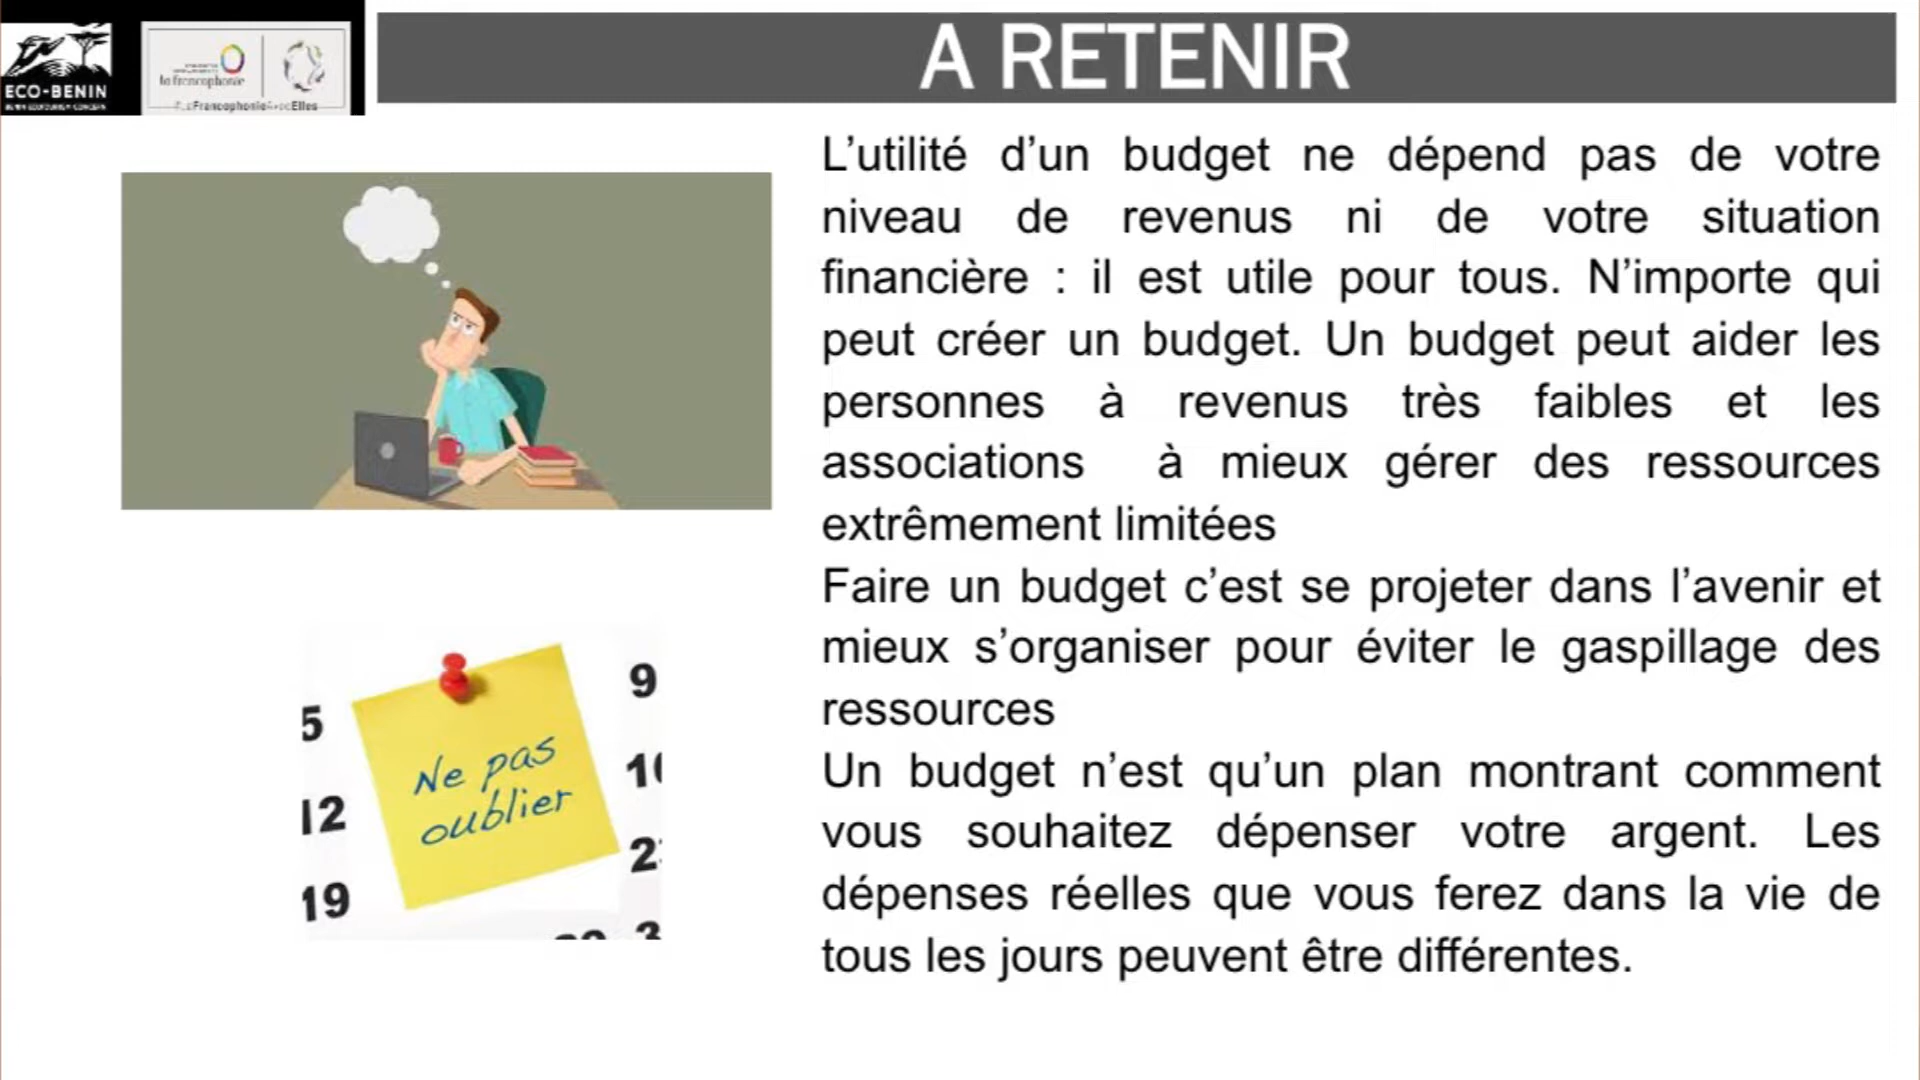 ECO-BENIN
BENIN ECOTOURISM CONCERN
la francophonie
A RETENIR
L’utilité d’un budget ne dépend pas de votre
niveau de revenus ni de votre situation
financière : il est utile pour tous. N’importe qui
peut créer un budget. Un budget peut aider les
personnes à revenus très faibles et les
associations à mieux gérer des ressources
extrêmement limitées
Faire un budget c’est se projeter dans l’avenir et
mieux s’organiser pour éviter le gaspillage des
ressources
Un budget n’est qu’un plan montrant comment
vous souhaitez dépenser votre argent. Les
dépenses réelles que vous ferez dans la vie de
tous les jours peuvent être différentes.
5
9
Ne pas
oublier
12
19